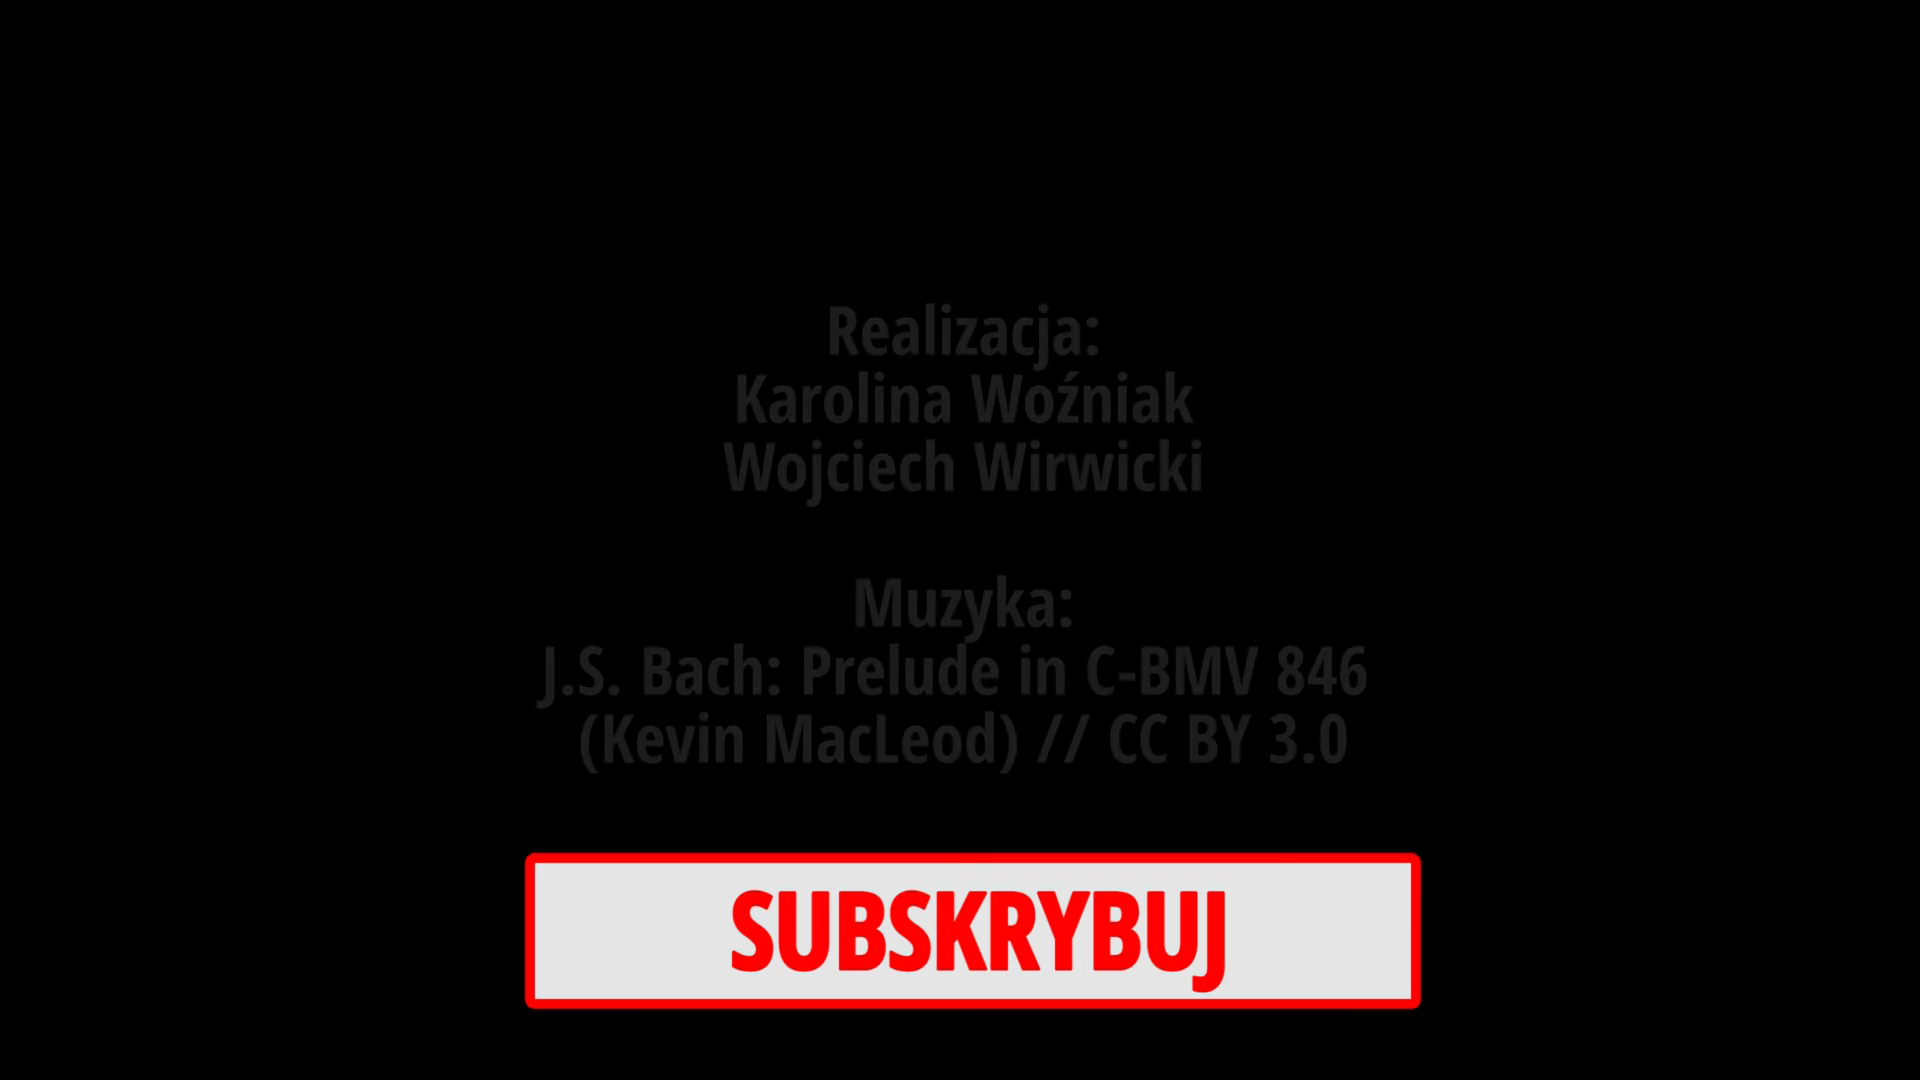 Realizacja:
Karolina Woźniak
Wojciech Wirwicki
Muzyka:
J.S. Bach: Prelude in C-BMV 846
(Kevin MacLeod) // CC BY 3.0
SUBSKRYBUJ